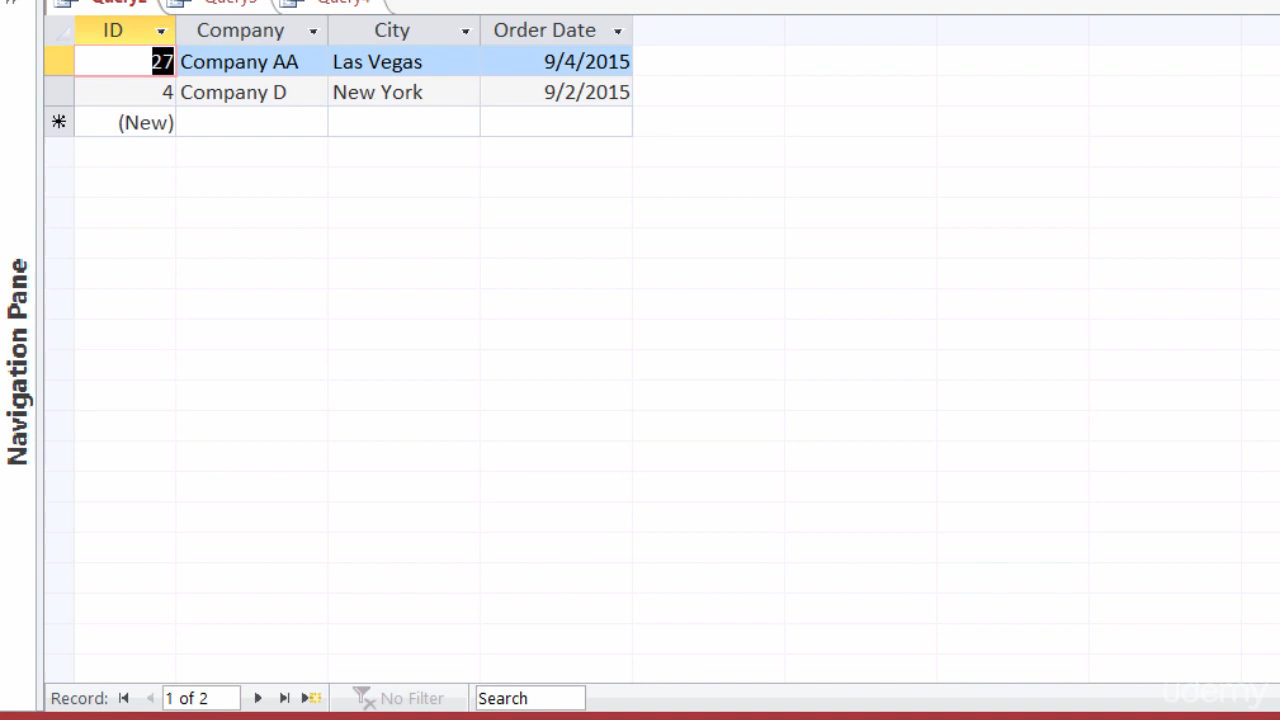 ID Company City Order Date
27 Company AA Las Vegas 9/4/2015
4 Company D New York 9/2/2015
(New)
Navigation Pane
Record: 1 of 2 No Filter Search
udemy